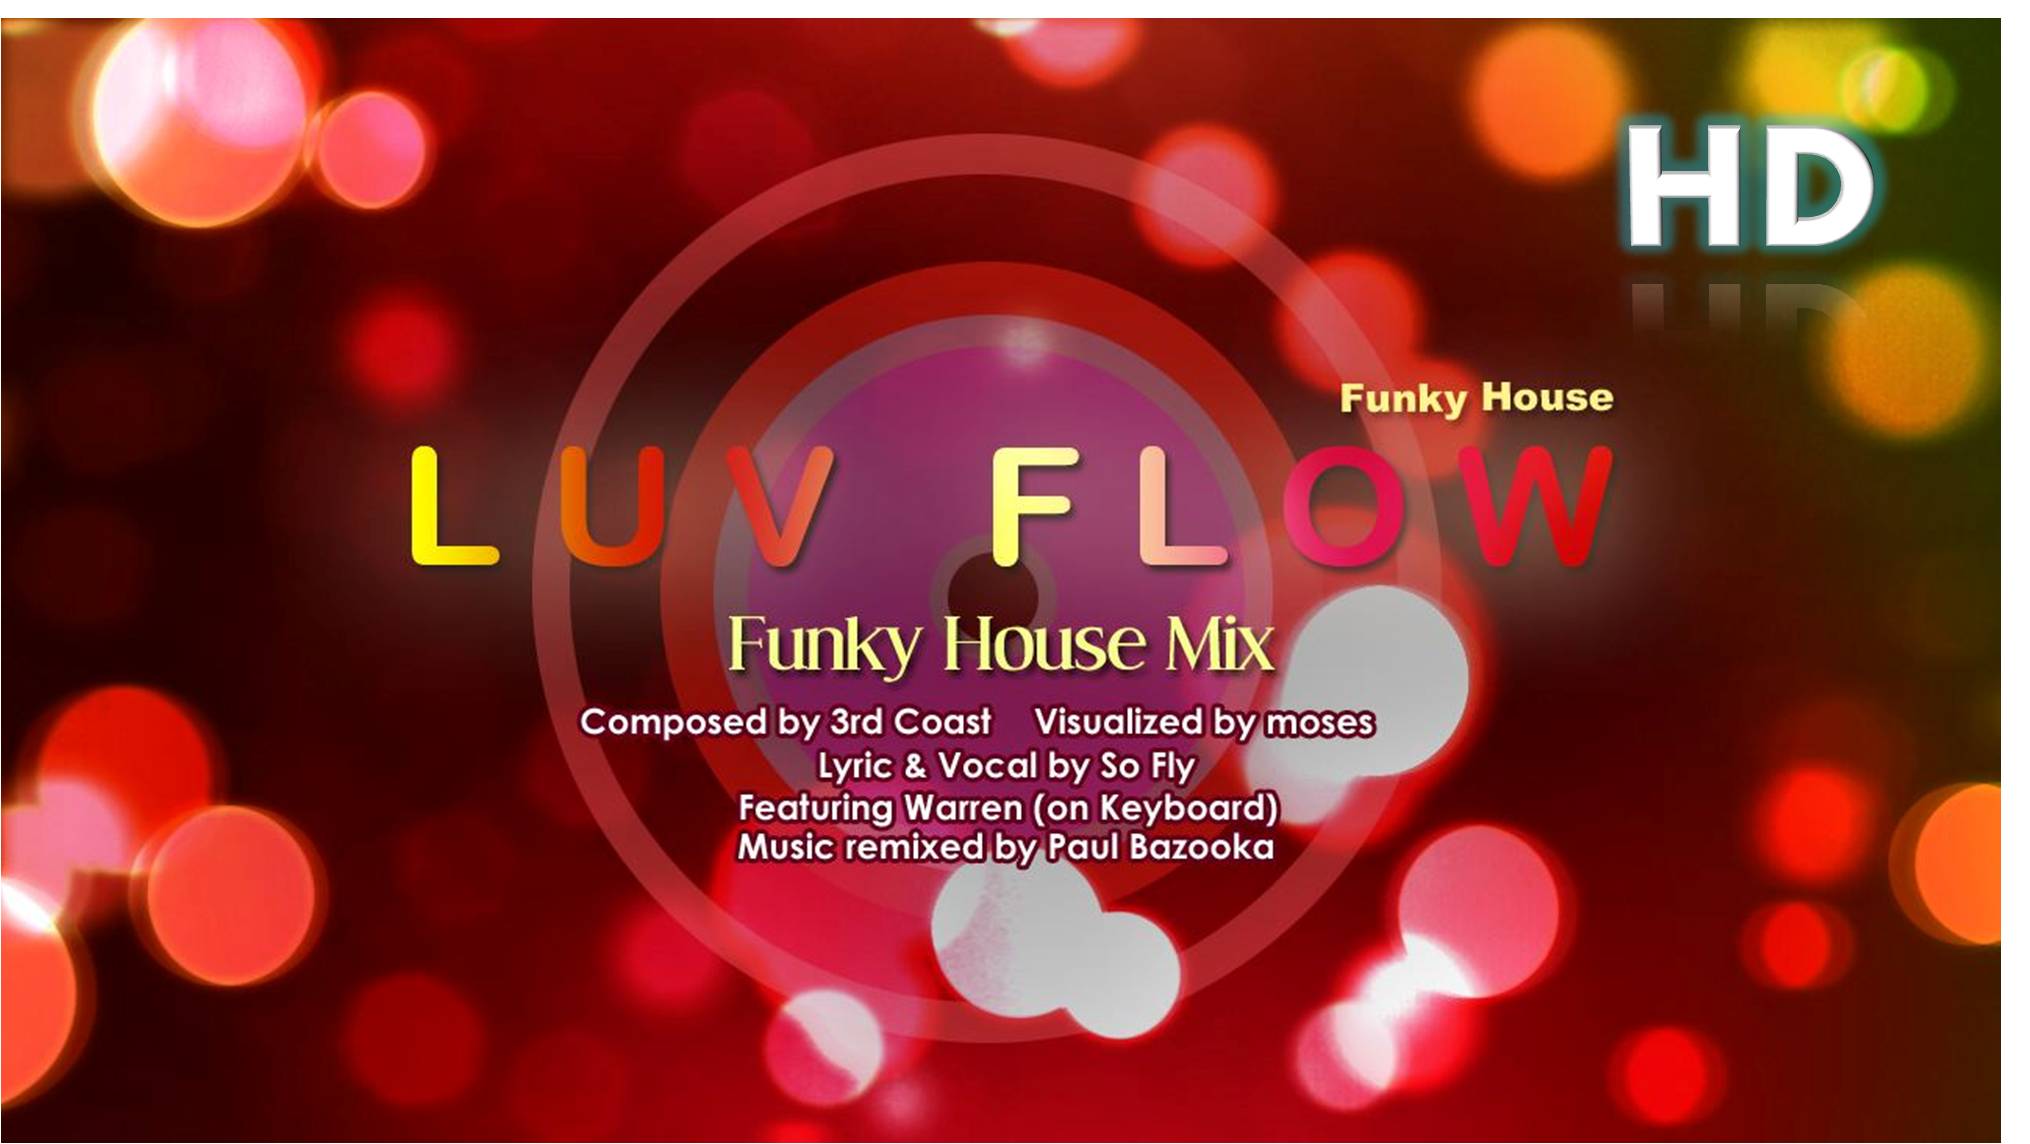 HD
Funky House
LUV FLOW
Funky House Mix
Composed by 3rd Coast Visualized by moses
Lyric & Vocal by So Fly
Featuring Warren (on Keyboard)
Music remixed by Paul Bazooka